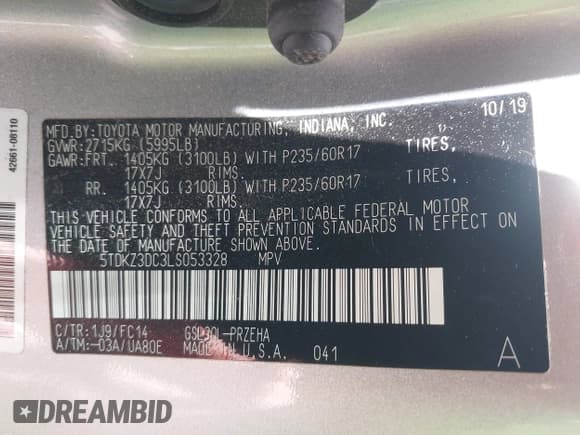 42661-08110
MFD.BY:TOYOTA MOTOR MANUFACTURING, INDIANA, INC. 10/19
GVWR:2715KG (5995LB)
GAWR:FRT. 1405KG (3100LB) WITH P235/60R17 TIRES,
17X7J RIMS.
RR. 1405KG (3100LB) WITH P235/60R17 TIRES,
17X7J RIMS.
THIS VEHICLE CONFORMS TO ALL APPLICABLE FEDERAL MOTOR
VEHICLE SAFETY AND THEFT PREVENTION STANDARDS IN EFFECT ON
THE DATE OF MANUFACTURE SHOWN ABOVE.
5TDKZ3DC3LS053328 MPV
C/TR:1J9/FC14 GSL30L-PRZEHA
A/TM:-03A/UA80E MADE IN U.S.A. 041 A
DREAMBID